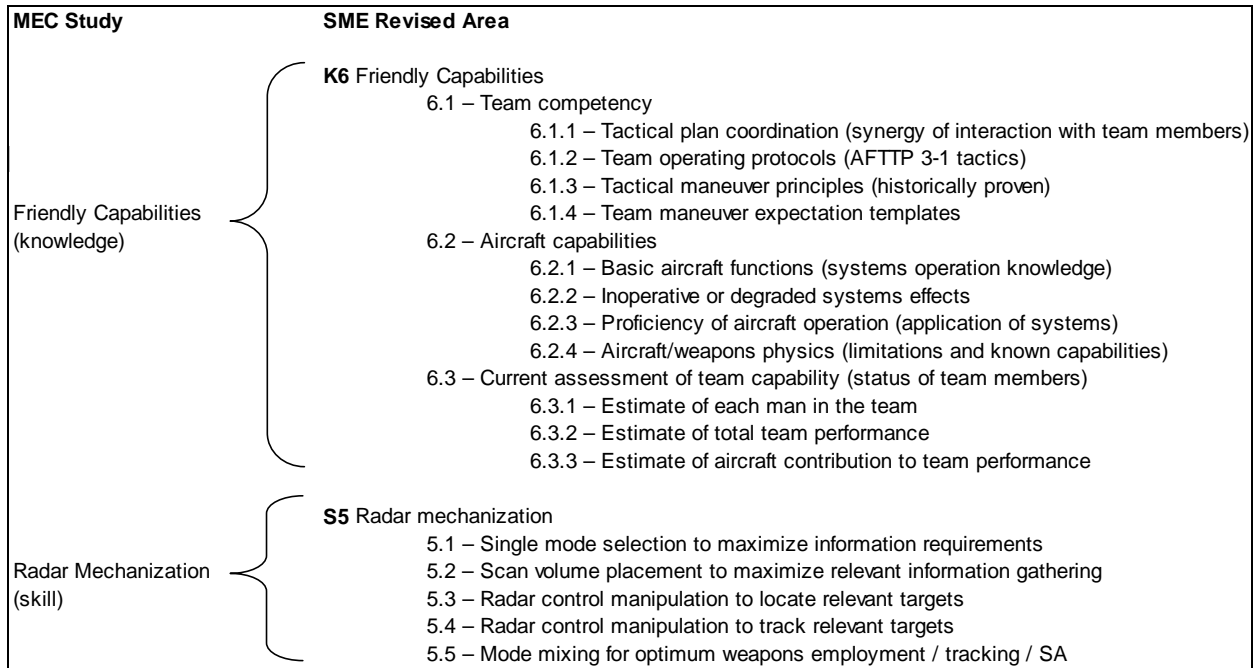 MEC Study SME Revised Area
K6 Friendly Capabilities
6.1 – Team competency
6.1.1 – Tactical plan coordination (synergy of interaction with team members)
6.1.2 – Team operating protocols (AFTTP 3-1 tactics)
6.1.3 – Tactical maneuver principles (historically proven)
Friendly Capabilities
(knowledge)
6.1.4 – Team maneuver expectation templates
6.2 – Aircraft capabilities
6.2.1 – Basic aircraft functions (systems operation knowledge)
6.2.2 – Inoperative or degraded systems effects
6.2.3 – Proficiency of aircraft operation (application of systems)
6.2.4 – Aircraft/weapons physics (limitations and known capabilities)
6.3 – Current assessment of team capability (status of team members)
6.3.1 – Estimate of each man in the team
6.3.2 – Estimate of total team performance
6.3.3 – Estimate of aircraft contribution to team performance
S5 Radar mechanization
5.1 – Single mode selection to maximize information requirements
Radar Mechanization
(skill)
5.2 – Scan volume placement to maximize relevant information gathering
5.3 – Radar control manipulation to locate relevant targets
5.4 – Radar control manipulation to track relevant targets
5.5 – Mode mixing for optimum weapons employment / tracking / SA